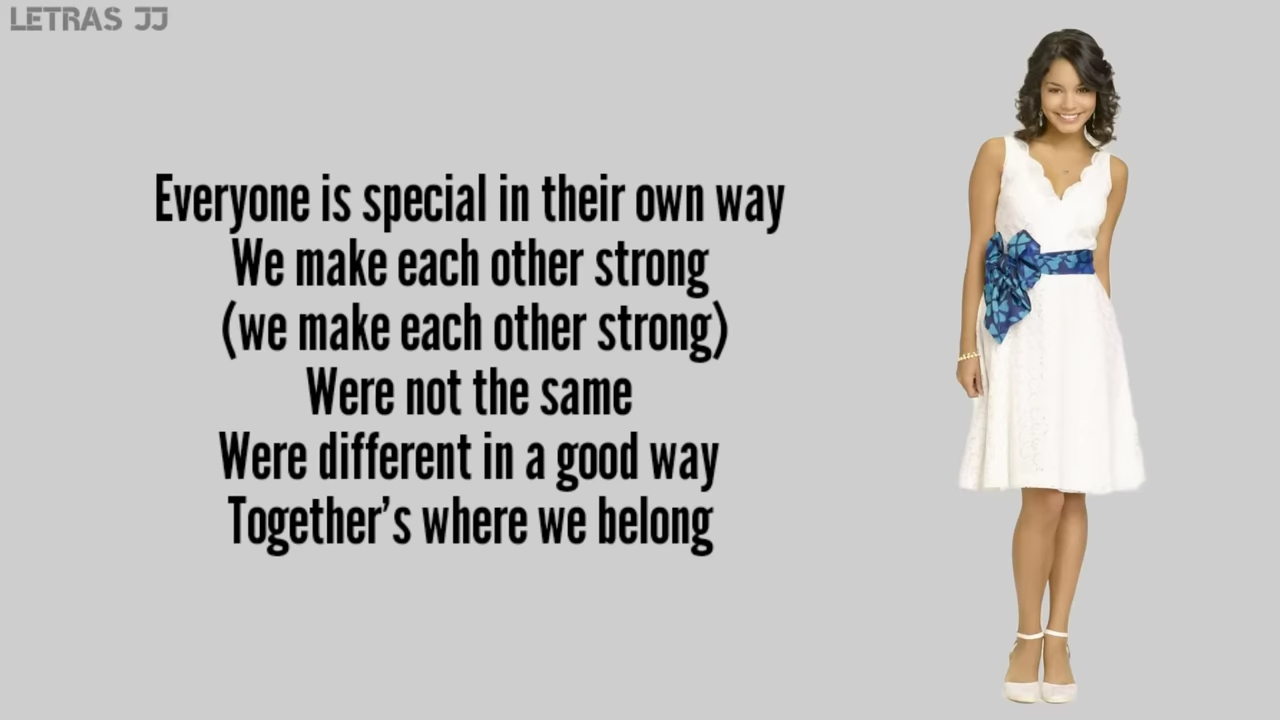 LETRAS JJ
Everyone is special in their own way
We make each other strong
(we make each other strong)
Were not the same
Were different in a good way
Together’s where we belong